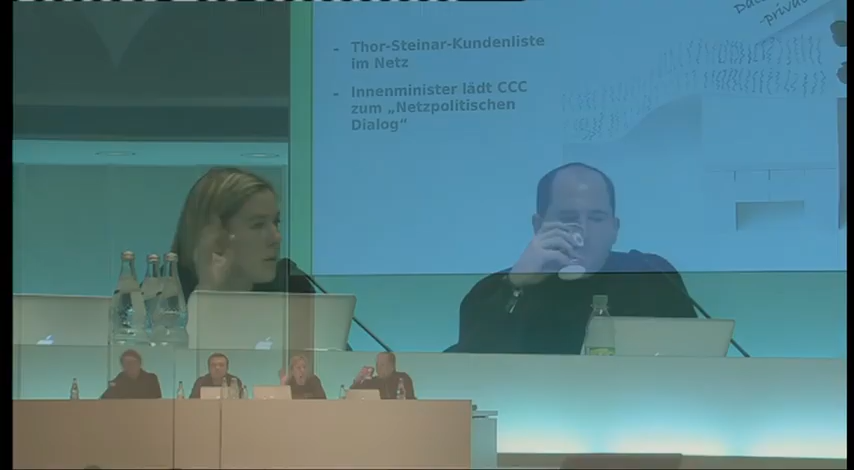 - Thor-Steinar-Kundenliste
im Netz
- Innenminister lädt CCC
zum „Netzpolitischen
Dialog“